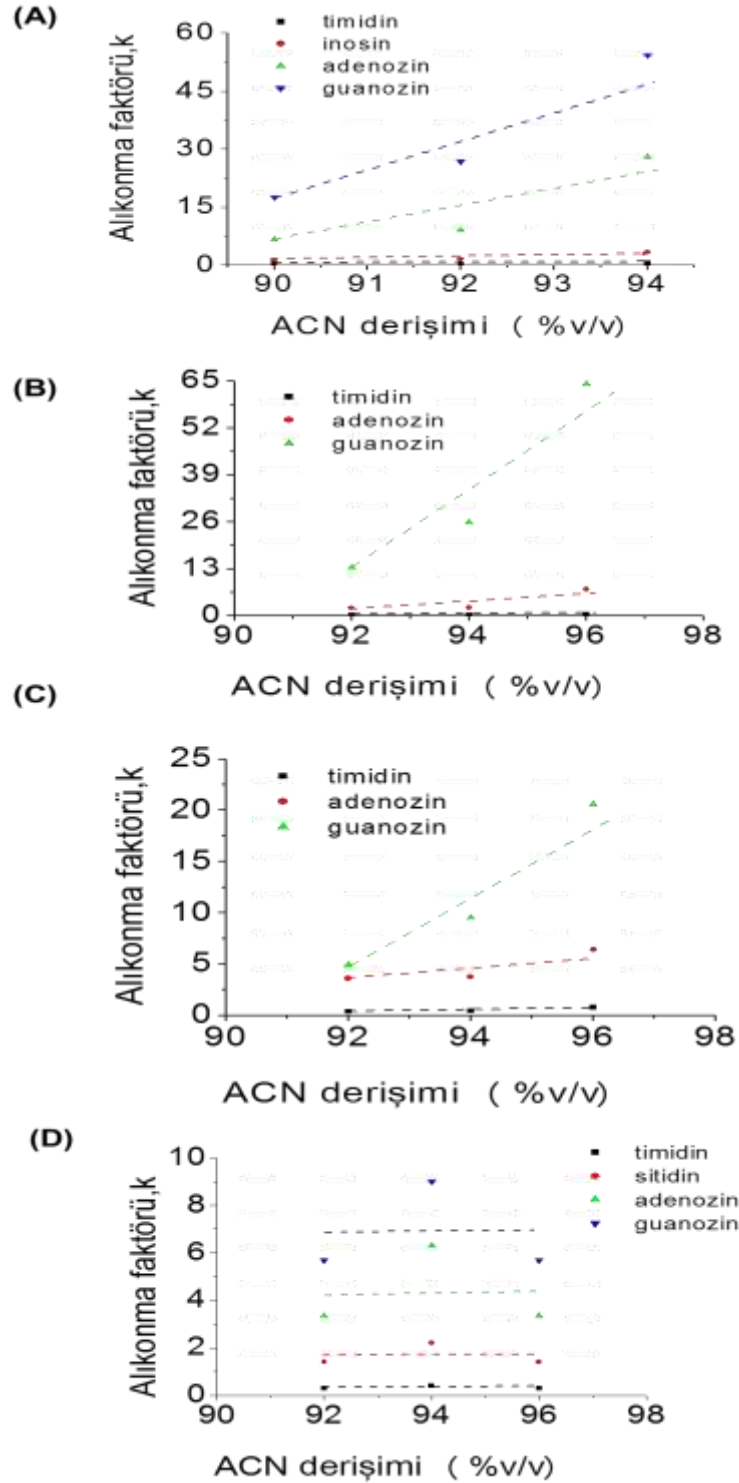 (A)
timidin
inosin
adenozin
guanozin
Alıkonma faktörü,k
60
45
30
15
0
90 91 92 93 94
ACN derişimi ( %v/v)
(B)
timidin
adenozin
guanozin
Alıkonma faktörü,k
65
52
39
26
13
0
90 92 94 96 98
ACN derişimi ( %v/v)
(C)
timidin
adenozin
guanozin
Alıkonma faktörü,k
25
20
15
10
5
0
90 92 94 96 98
ACN derişimi ( %v/v)
(D)
timidin
sitidin
adenozin
guanozin
Alıkonma faktörü,k
10
8
6
4
2
0
90 92 94 96 98
ACN derişimi ( %v/v)